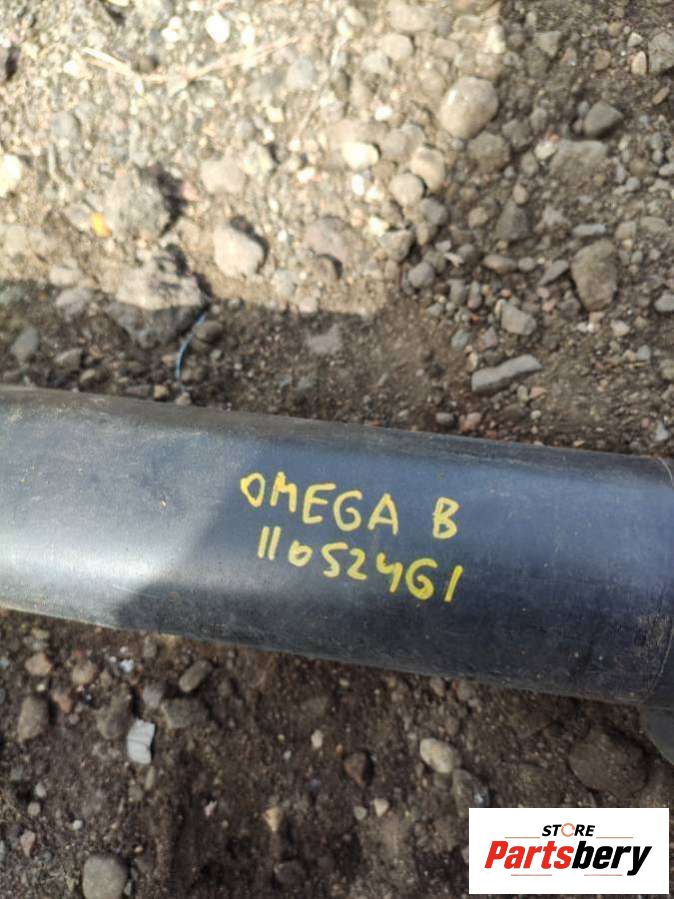 OMEGA B
11052461
STORE
Partsbery